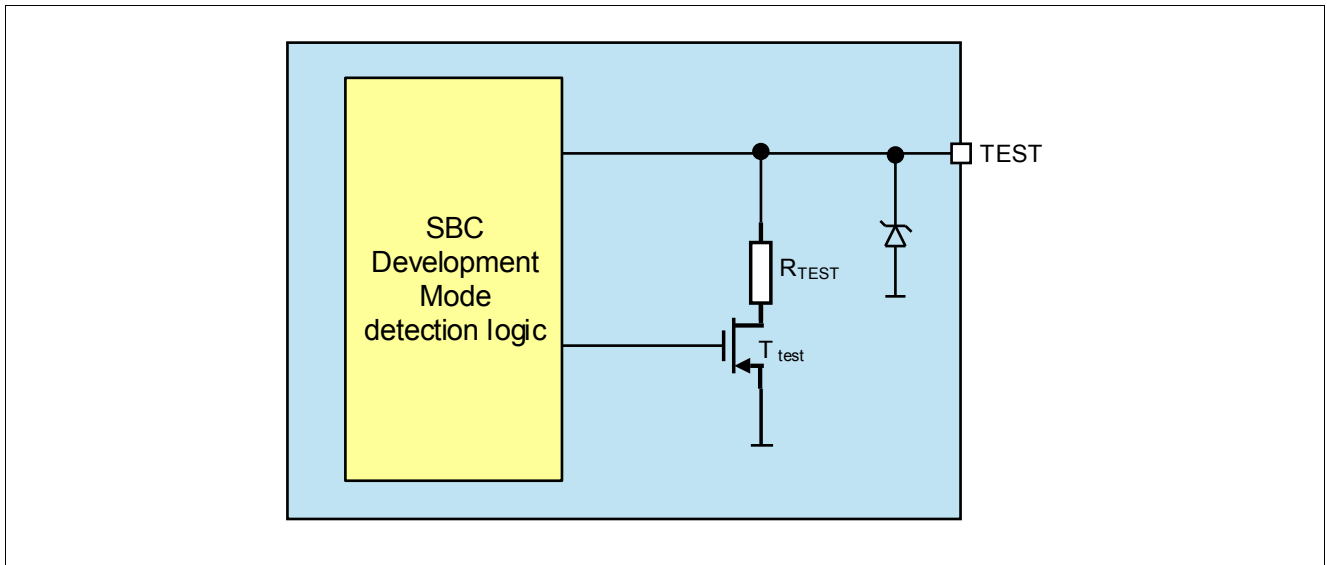 TEST
SBC
Development
Mode
detection logic
RTEST
T test